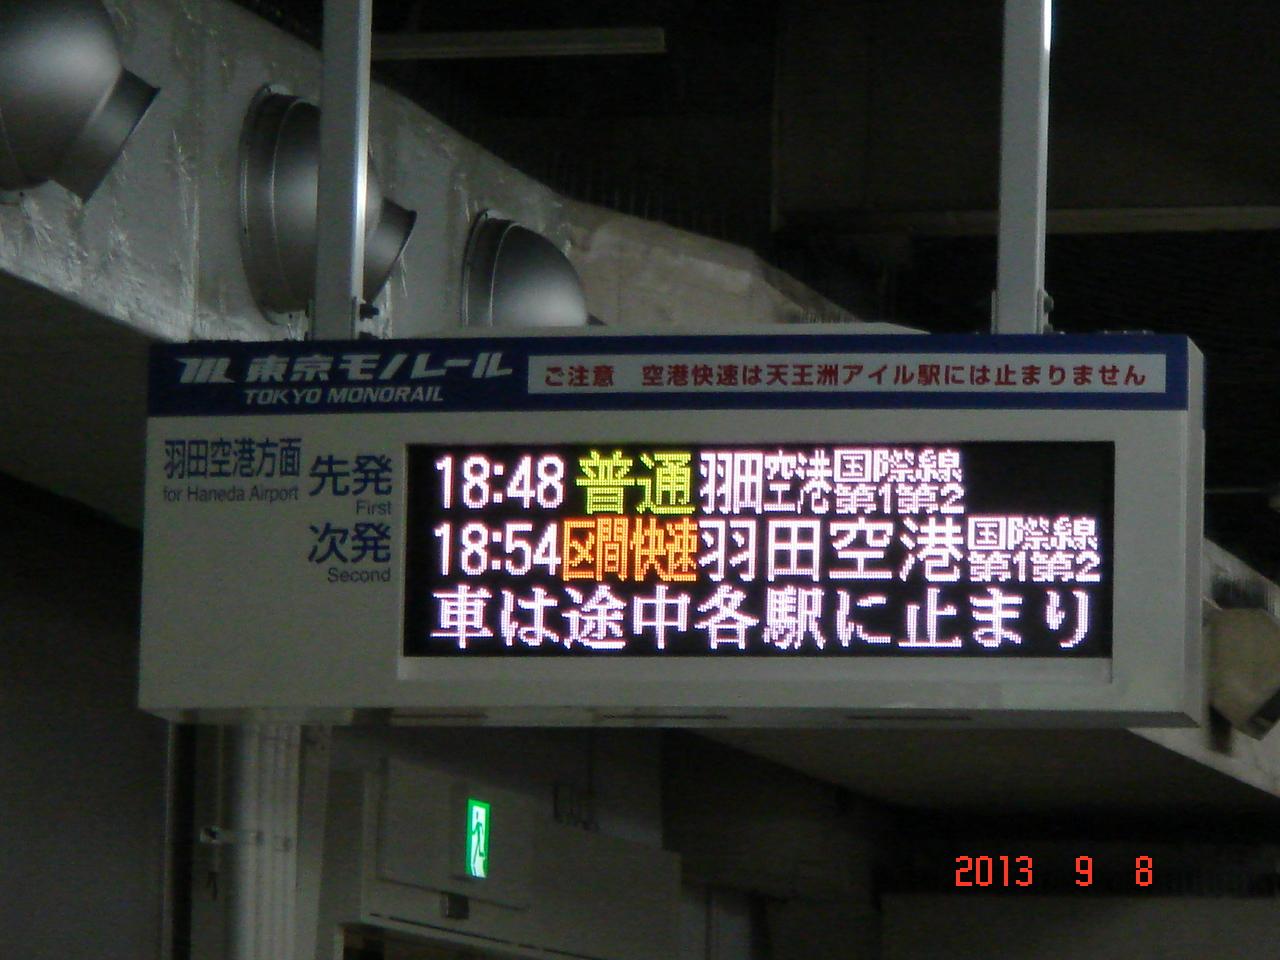 東京モノレール
TOKYO MONORAIL
ご注意 空港快速は天王洲アイル駅には止まりません
羽田空港方面
for Haneda Airport
先発
First
18:48 普通 羽田空港 国際線 第1第2
次発
Second
18:54 区間快速 羽田空港 国際線 第1第2
車は途中各駅に止まり
2013 9 8